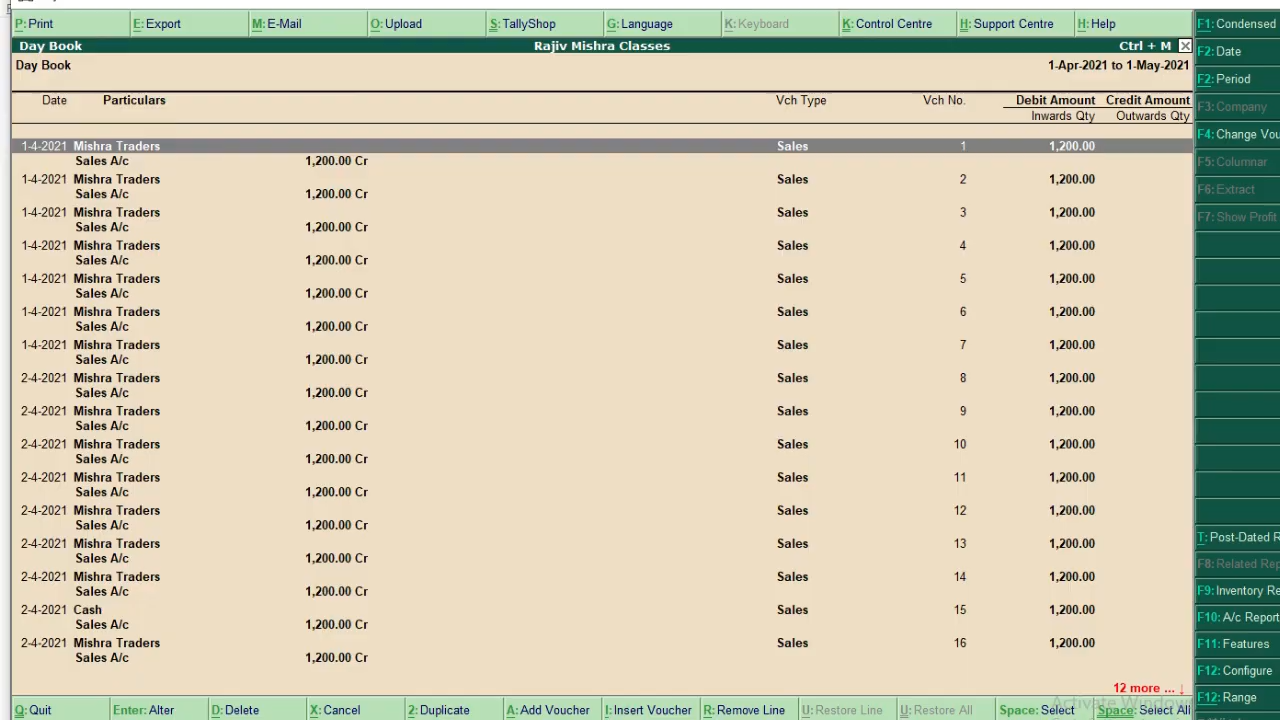 P: Print E: Export M: E-Mail O: Upload S: TallyShop G: Language K: Keyboard K: Control Centre H: Support Centre H: Help F1: Condensed
Day Book Rajiv Mishra Classes Ctrl + M
F2: Date
Day Book 1-Apr-2021 to 1-May-2021
F2: Period
Date Particulars Vch Type Vch No. Debit Amount Credit Amount
F3: Company
Inwards Qty Outwards Qty
F4: Change Vou
1-4-2021 Mishra Traders Sales 1 1,200.00
Sales A/c 1,200.00 Cr
F5: Columnar
1-4-2021 Mishra Traders Sales 2 1,200.00
F6: Extract
Sales A/c 1,200.00 Cr
1-4-2021 Mishra Traders Sales 3 1,200.00
F7: Show Profit
Sales A/c 1,200.00 Cr
1-4-2021 Mishra Traders Sales 4 1,200.00
Sales A/c 1,200.00 Cr
1-4-2021 Mishra Traders Sales 5 1,200.00
Sales A/c 1,200.00 Cr
1-4-2021 Mishra Traders Sales 6 1,200.00
Sales A/c 1,200.00 Cr
1-4-2021 Mishra Traders Sales 7 1,200.00
Sales A/c 1,200.00 Cr
2-4-2021 Mishra Traders Sales 8 1,200.00
Sales A/c 1,200.00 Cr
2-4-2021 Mishra Traders Sales 9 1,200.00
Sales A/c 1,200.00 Cr
2-4-2021 Mishra Traders Sales 10 1,200.00
Sales A/c 1,200.00 Cr
2-4-2021 Mishra Traders Sales 11 1,200.00
Sales A/c 1,200.00 Cr
2-4-2021 Mishra Traders Sales 12 1,200.00
Sales A/c 1,200.00 Cr
T: Post-Dated R
2-4-2021 Mishra Traders Sales 13 1,200.00
Sales A/c 1,200.00 Cr
F8: Related Rep
2-4-2021 Mishra Traders Sales 14 1,200.00
Sales A/c 1,200.00 Cr
F9: Inventory Re
2-4-2021 Cash Sales 15 1,200.00
F10: A/c Report
Sales A/c 1,200.00 Cr
2-4-2021 Mishra Traders Sales 16 1,200.00
F11: Features
Sales A/c 1,200.00 Cr
F12: Configure
12 more ... ↓
F12: Range
Activate Window
Q: Quit Enter: Alter D: Delete X: Cancel 2: Duplicate A: Add Voucher I: Insert Voucher R: Remove Line U: Restore Line U: Restore All Space: Select Space: Select All